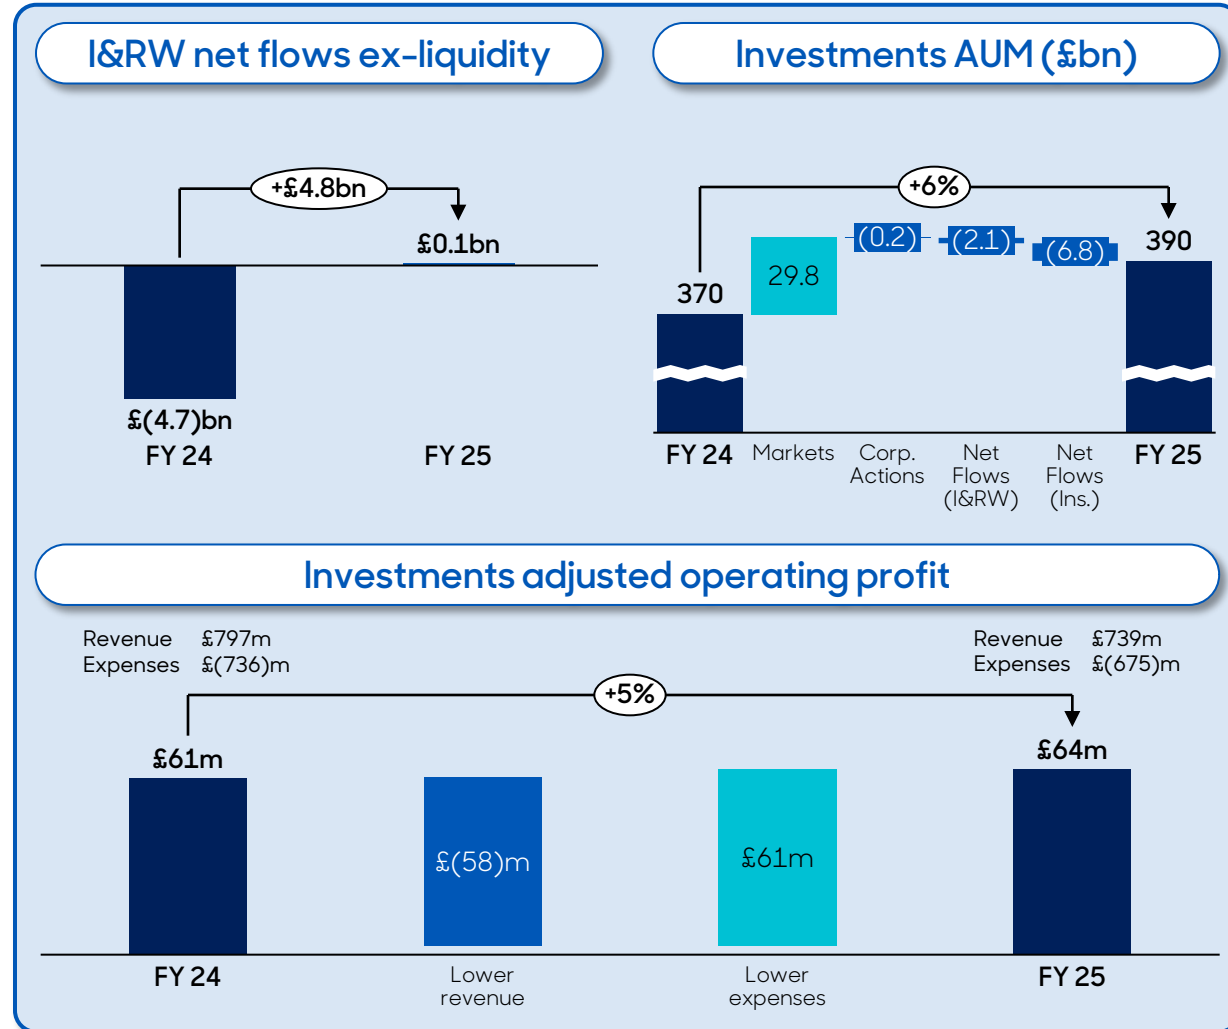 I&RW net flows ex-liquidity
+£4.8bn
£0.1bn
£(4.7)bn
FY 24
FY 25
Investments AUM (£bn)
+6%
370
29.8
(0.2)
(2.1)
(6.8)
390
FY 24
Markets
Corp.
Actions
Net
Flows
(I&RW)
Net
Flows
(Ins.)
FY 25
Investments adjusted operating profit
Revenue £797m
Expenses £(736)m
Revenue £739m
Expenses £(675)m
+5%
£61m
£(58)m
£61m
£64m
FY 24
Lower
revenue
Lower
expenses
FY 25